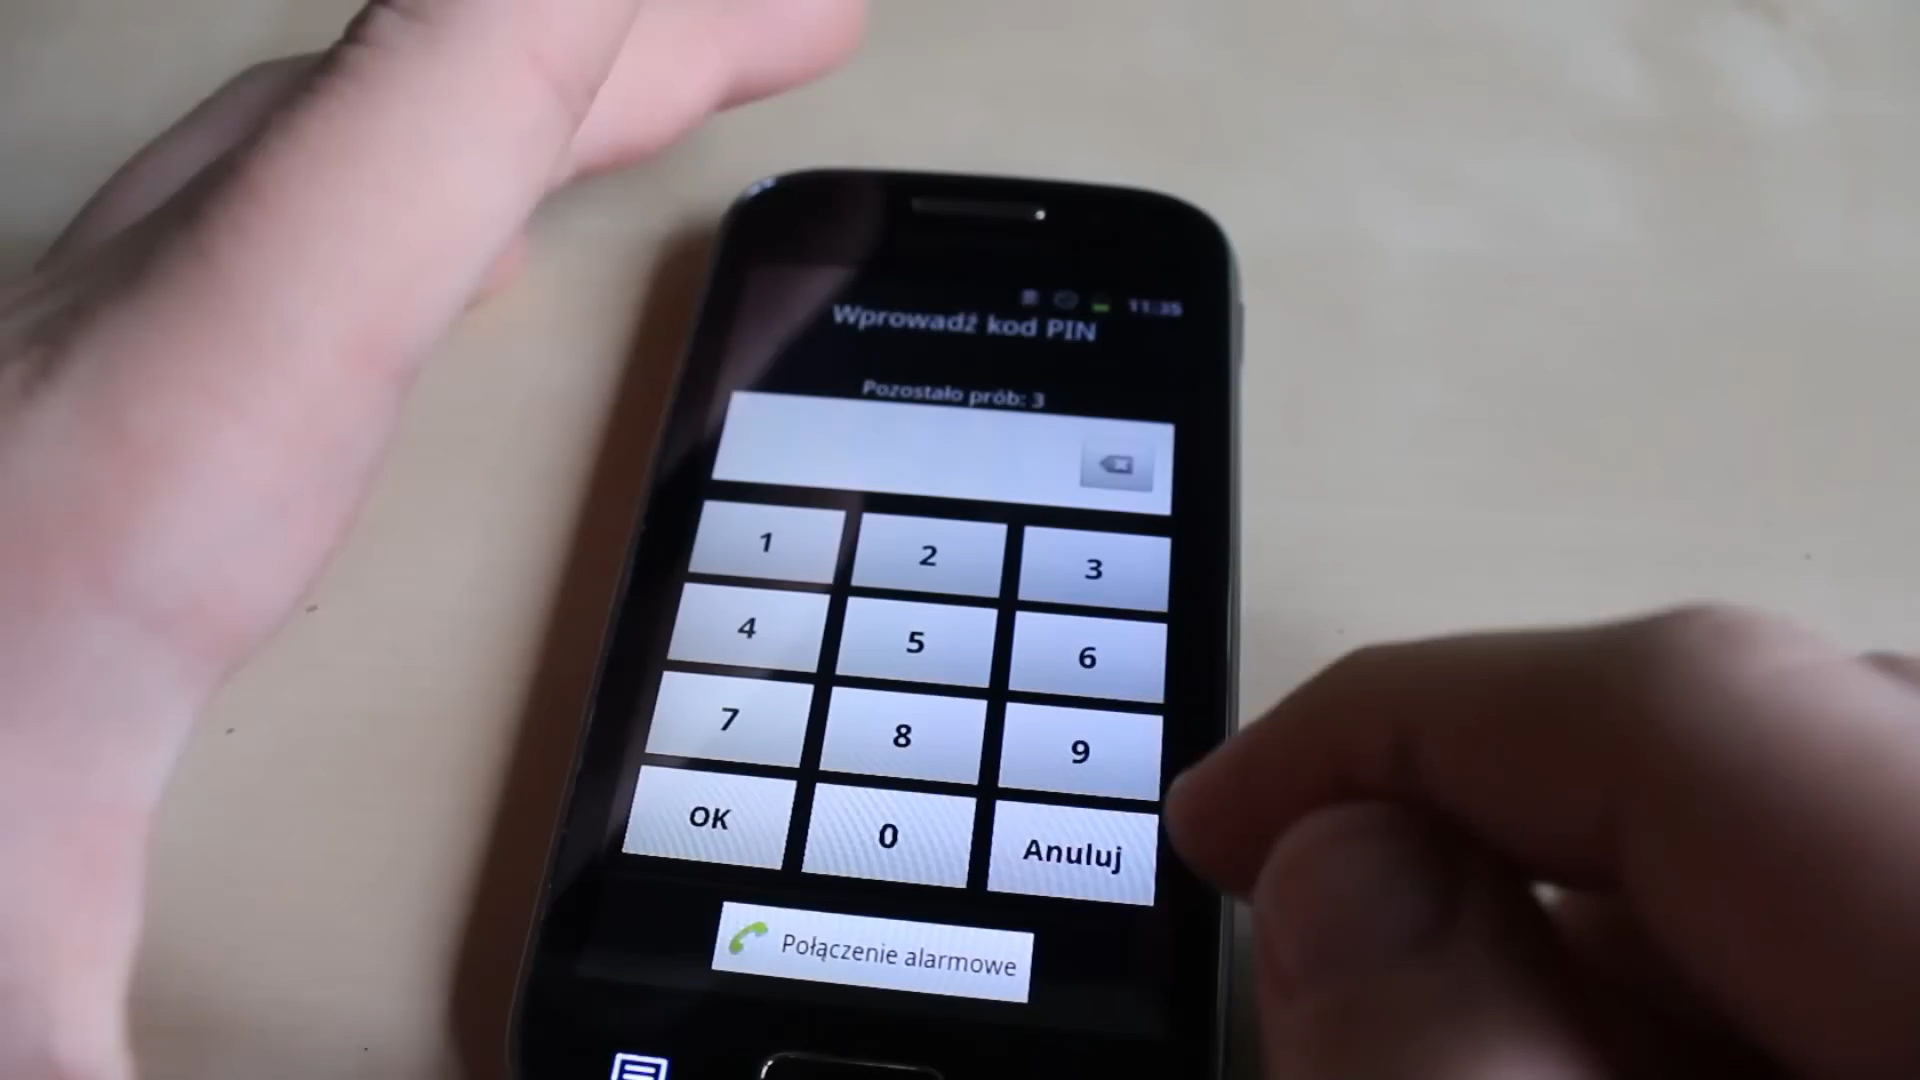 11:35
Wprowadź kod PIN
Pozostało prób: 3
1 2 3
4 5 6
7 8 9
OK 0 Anuluj
Połączenie alarmowe